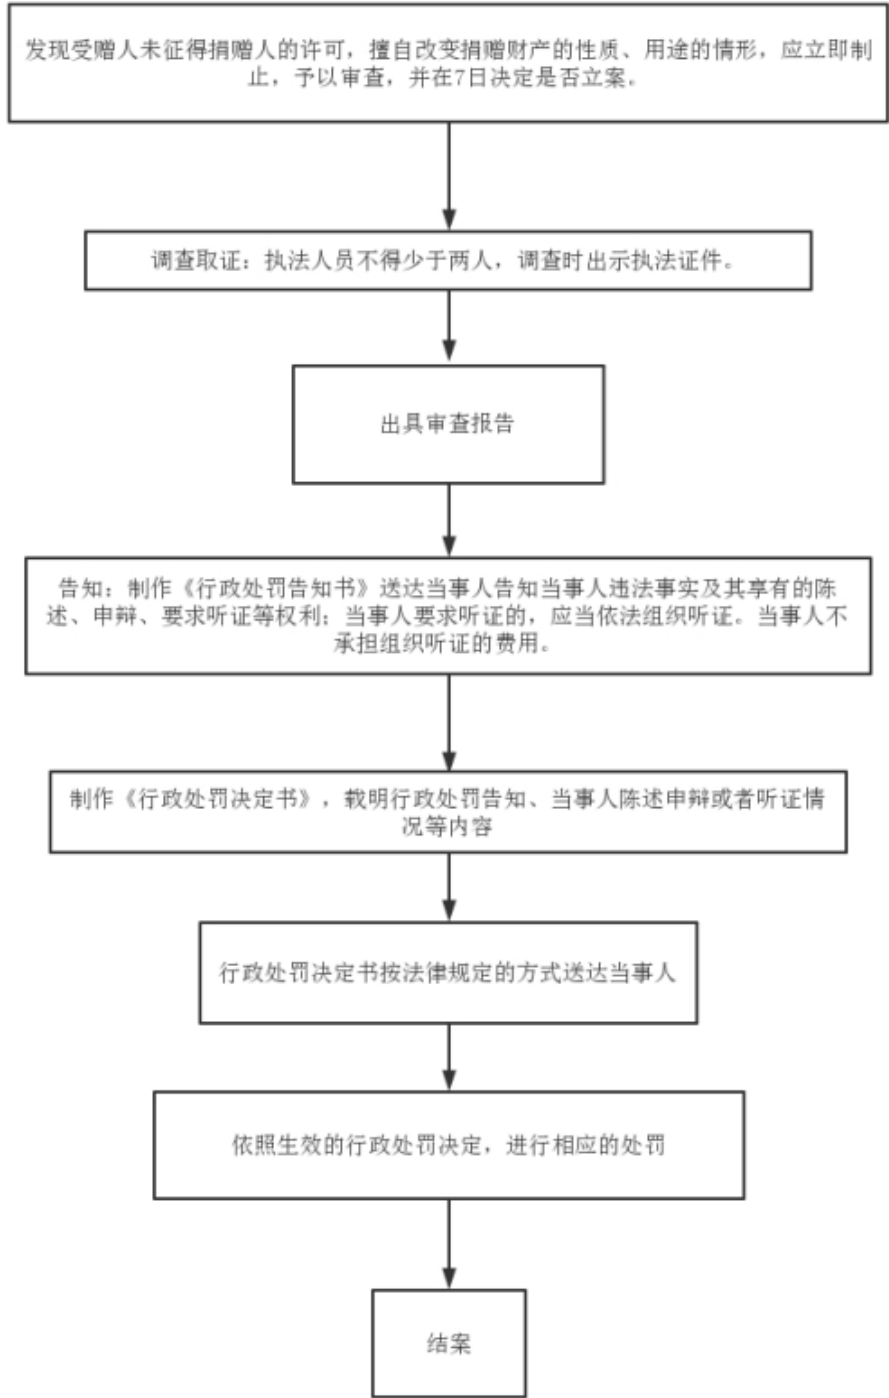 发现受赠人未征得捐赠人的许可，擅自改变捐赠财产的性质、用途的情形，应立即制
止，予以审查，并在7日决定是否立案。
调查取证：执法人员不得少于两人，调查时出示执法证件。
出具审查报告
告知：制作《行政处罚告知书》送达当事人告知当事人违法事实及其享有的陈
述、申辩、要求听证等权利；当事人要求听证的，应当依法组织听证。当事人不
承担组织听证的费用。
制作《行政处罚决定书》，载明行政处罚告知、当事人陈述申辩或者听证情
况等内容
行政处罚决定书按法律规定的方式送达当事人
依照生效的行政处罚决定，进行相应的处罚
结案